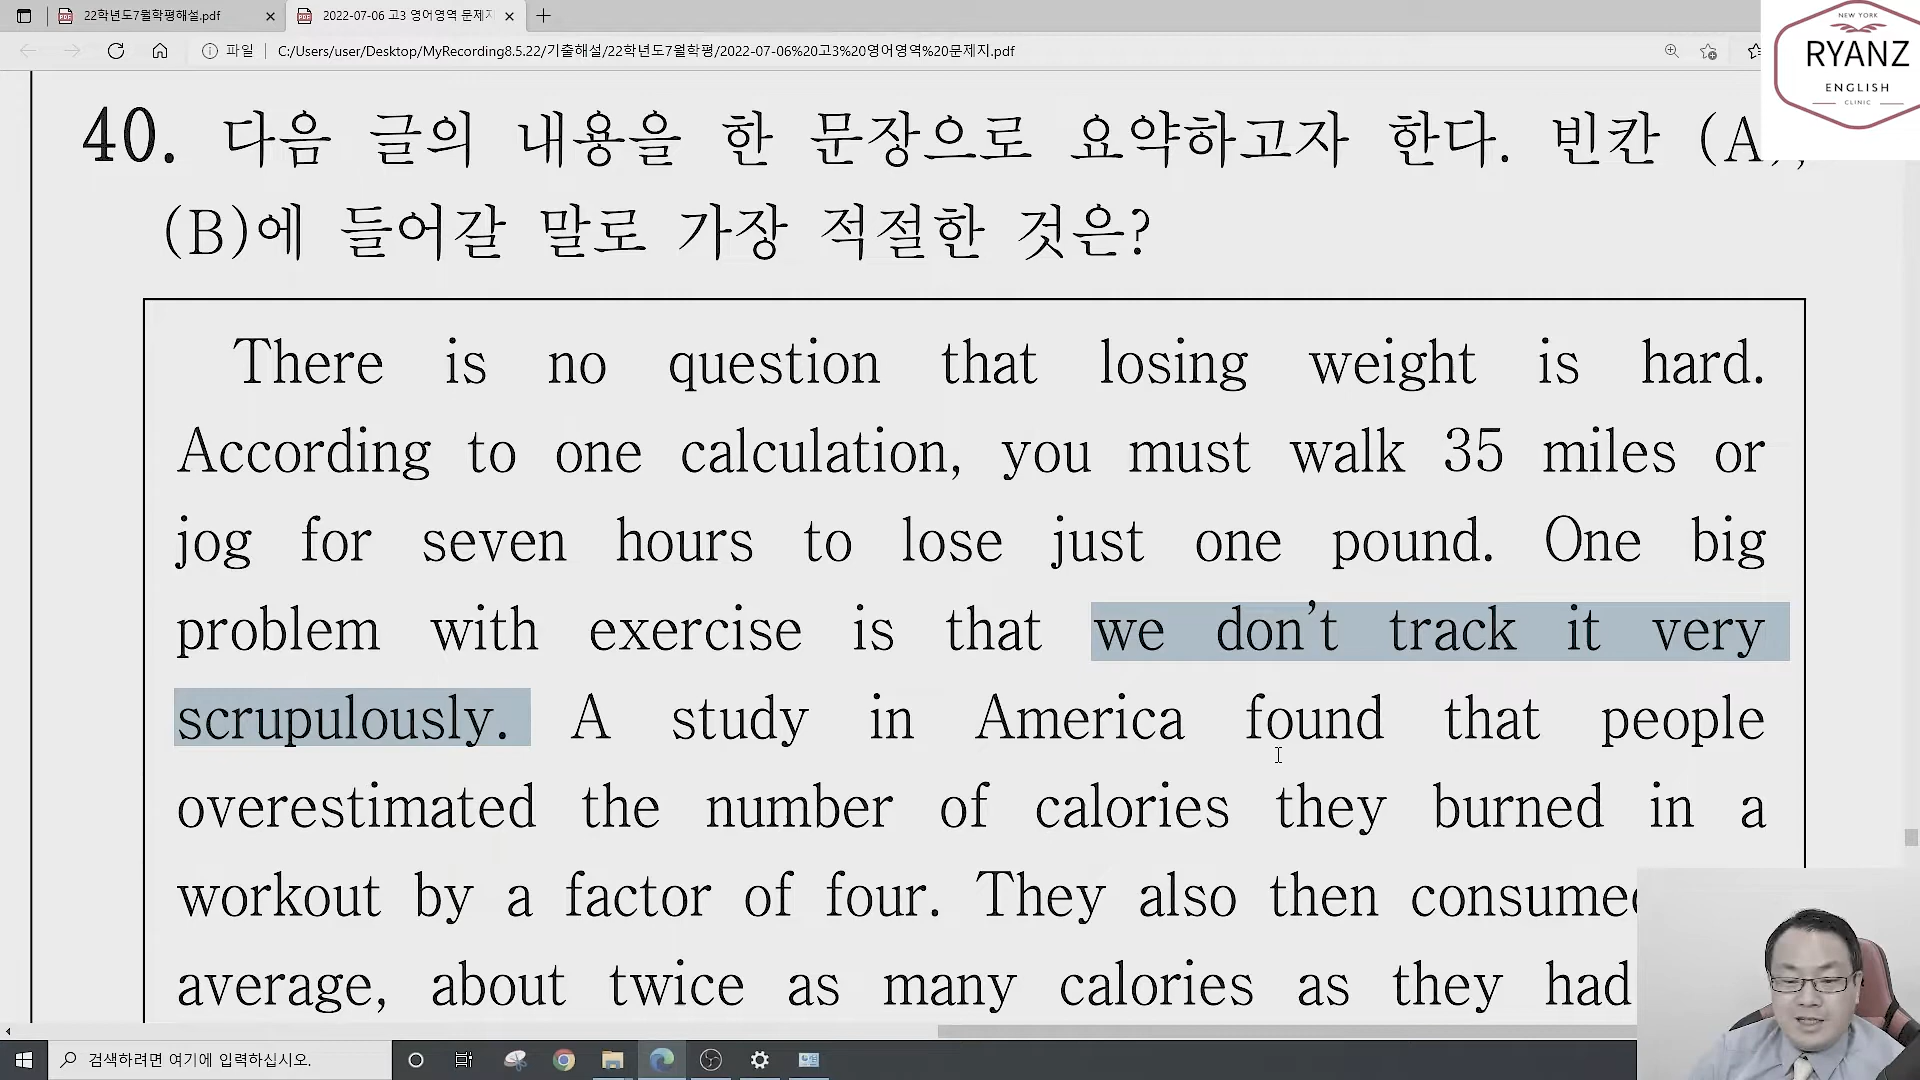 22학년도7월학평해설.pdf
2022-07-06 고3 영어영역 문제지
파일
C:/Users/user/Desktop/MyRecording8.5.22/기출해설/22학년도7월학평/2022-07-06%20고3%20영어영역%20문제지.pdf
NEW YORK
RYANZ
ENGLISH
CLINIC
40. 다음 글의 내용을 한 문장으로 요약하고자 한다. 빈칸 (A),
(B)에 들어갈 말로 가장 적절한 것은?
There is no question that losing weight is hard.
According to one calculation, you must walk 35 miles or
jog for seven hours to lose just one pound. One big
problem with exercise is that we don't track it very
scrupulously. A study in America found that people
overestimated the number of calories they burned in a
workout by a factor of four. They also then
average, about twice as many calories as they had
검색하려면 여기에 입력하십시오.